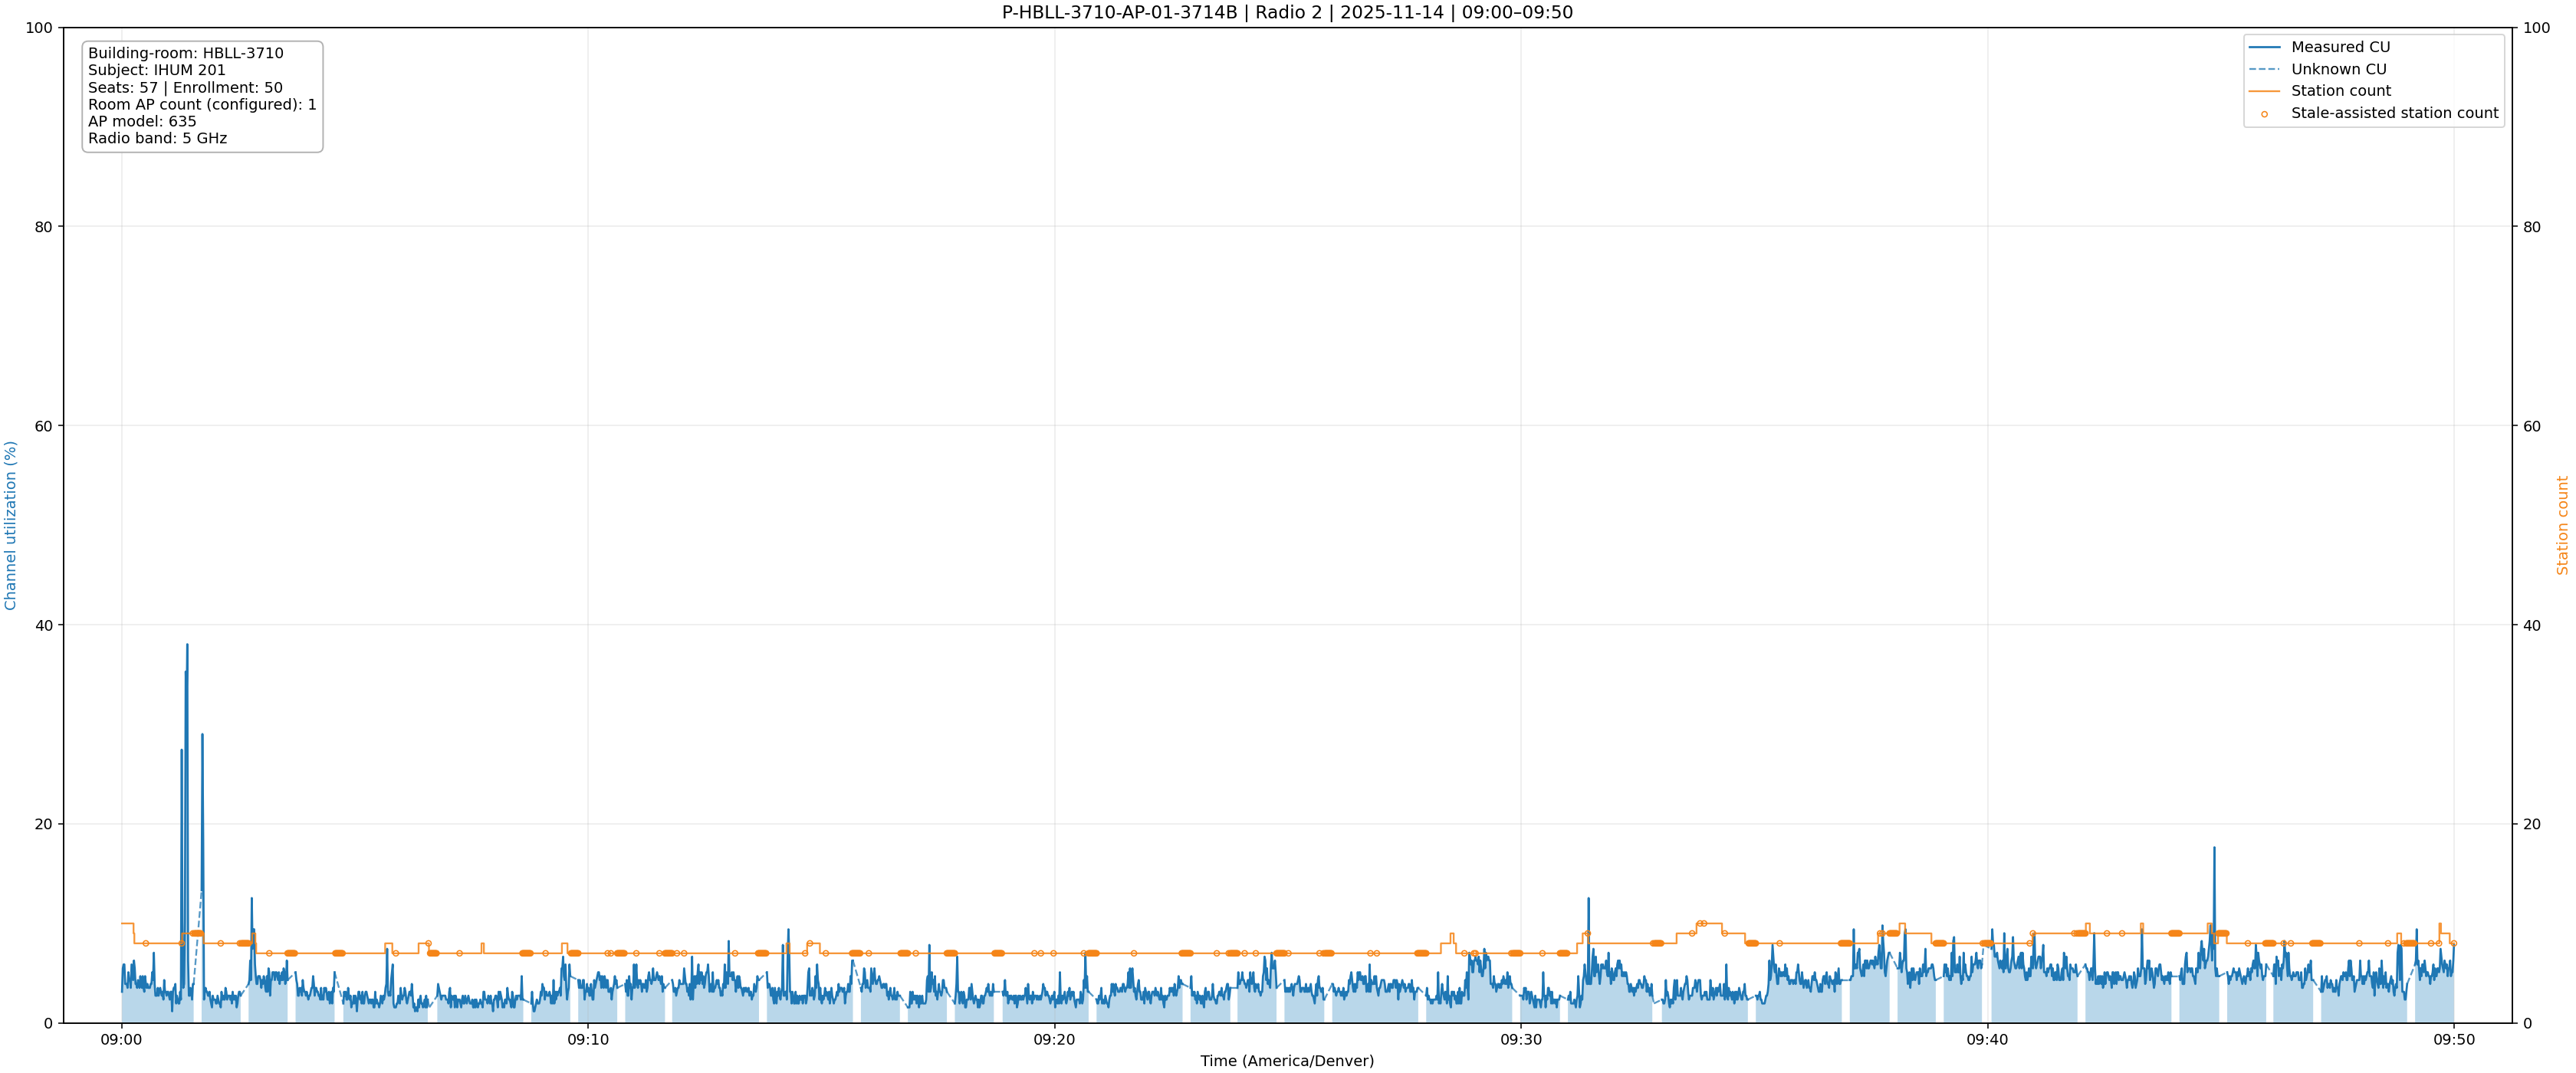 P-HBLL-3710-AP-01-3714B | Radio 2 | 2025-11-14 | 09:00–09:50
Building-room: HBLL-3710
Subject: IHUM 201
Seats: 57 | Enrollment: 50
Room AP count (configured): 1
AP model: 635
Radio band: 5 GHz
Measured CU
Unknown CU
Station count
Stale-assisted station count
Channel utilization (%)
100
80
60
40
20
0
100
80
60
40
20
0
Station count
09:00
09:10
09:20
09:30
09:40
09:50
Time (America/Denver)